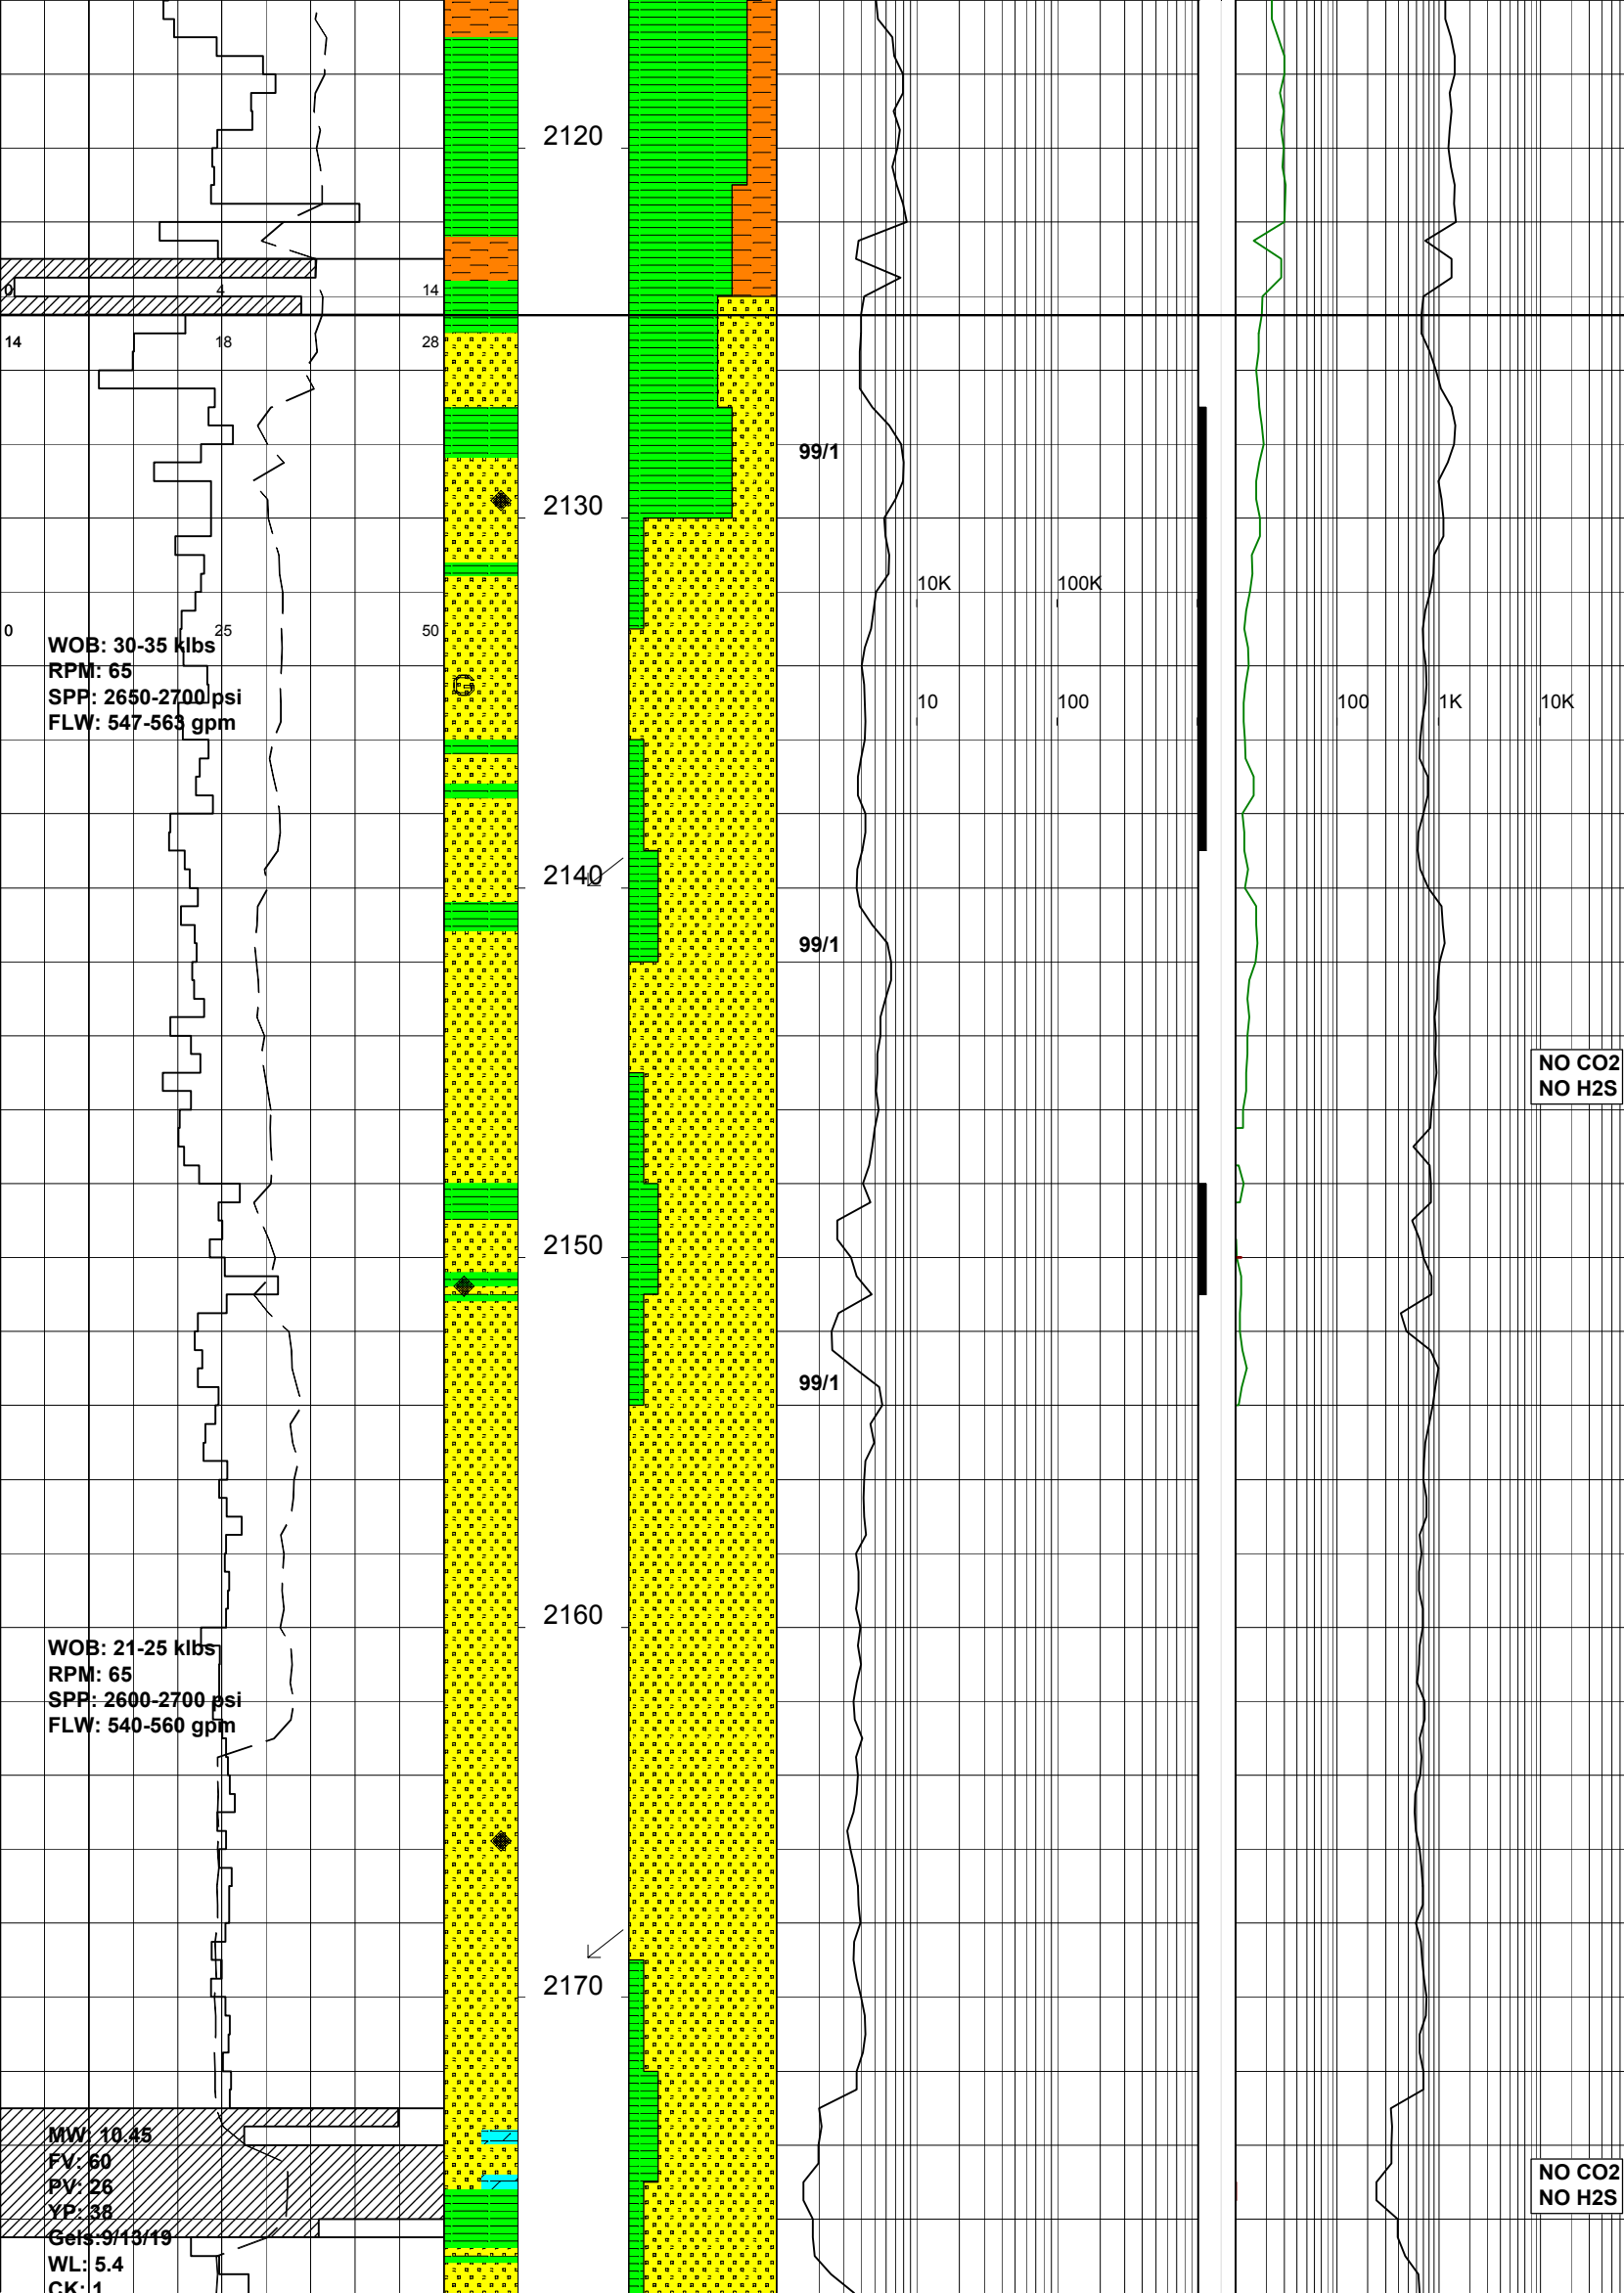 2120
0 4 14
14 18 28
99/1
2130
10K 100K
0 25 50
WOB: 30-35 klbs
RPM: 65
SPP: 2650-2700 psi
FLW: 547-563 gpm
G
10 100 100 1K 10K
2140
99/1
NO CO2
NO H2S
2150
99/1
2160
WOB: 21-25 klbs
RPM: 65
SPP: 2600-2700 psi
FLW: 540-560 gpm
2170
MW: 10.45
FV: 60
PV: 26
YP: 38
Gels:9/13/19
WL: 5.4
CK: 1
NO CO2
NO H2S